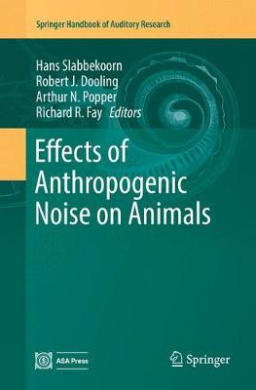 Springer Handbook of Auditory Research
Hans Slabbekoorn
Robert J. Dooling
Arthur N. Popper
Richard R. Fay Editors
Effects of
Anthropogenic
Noise on Animals
ASA Press
Springer